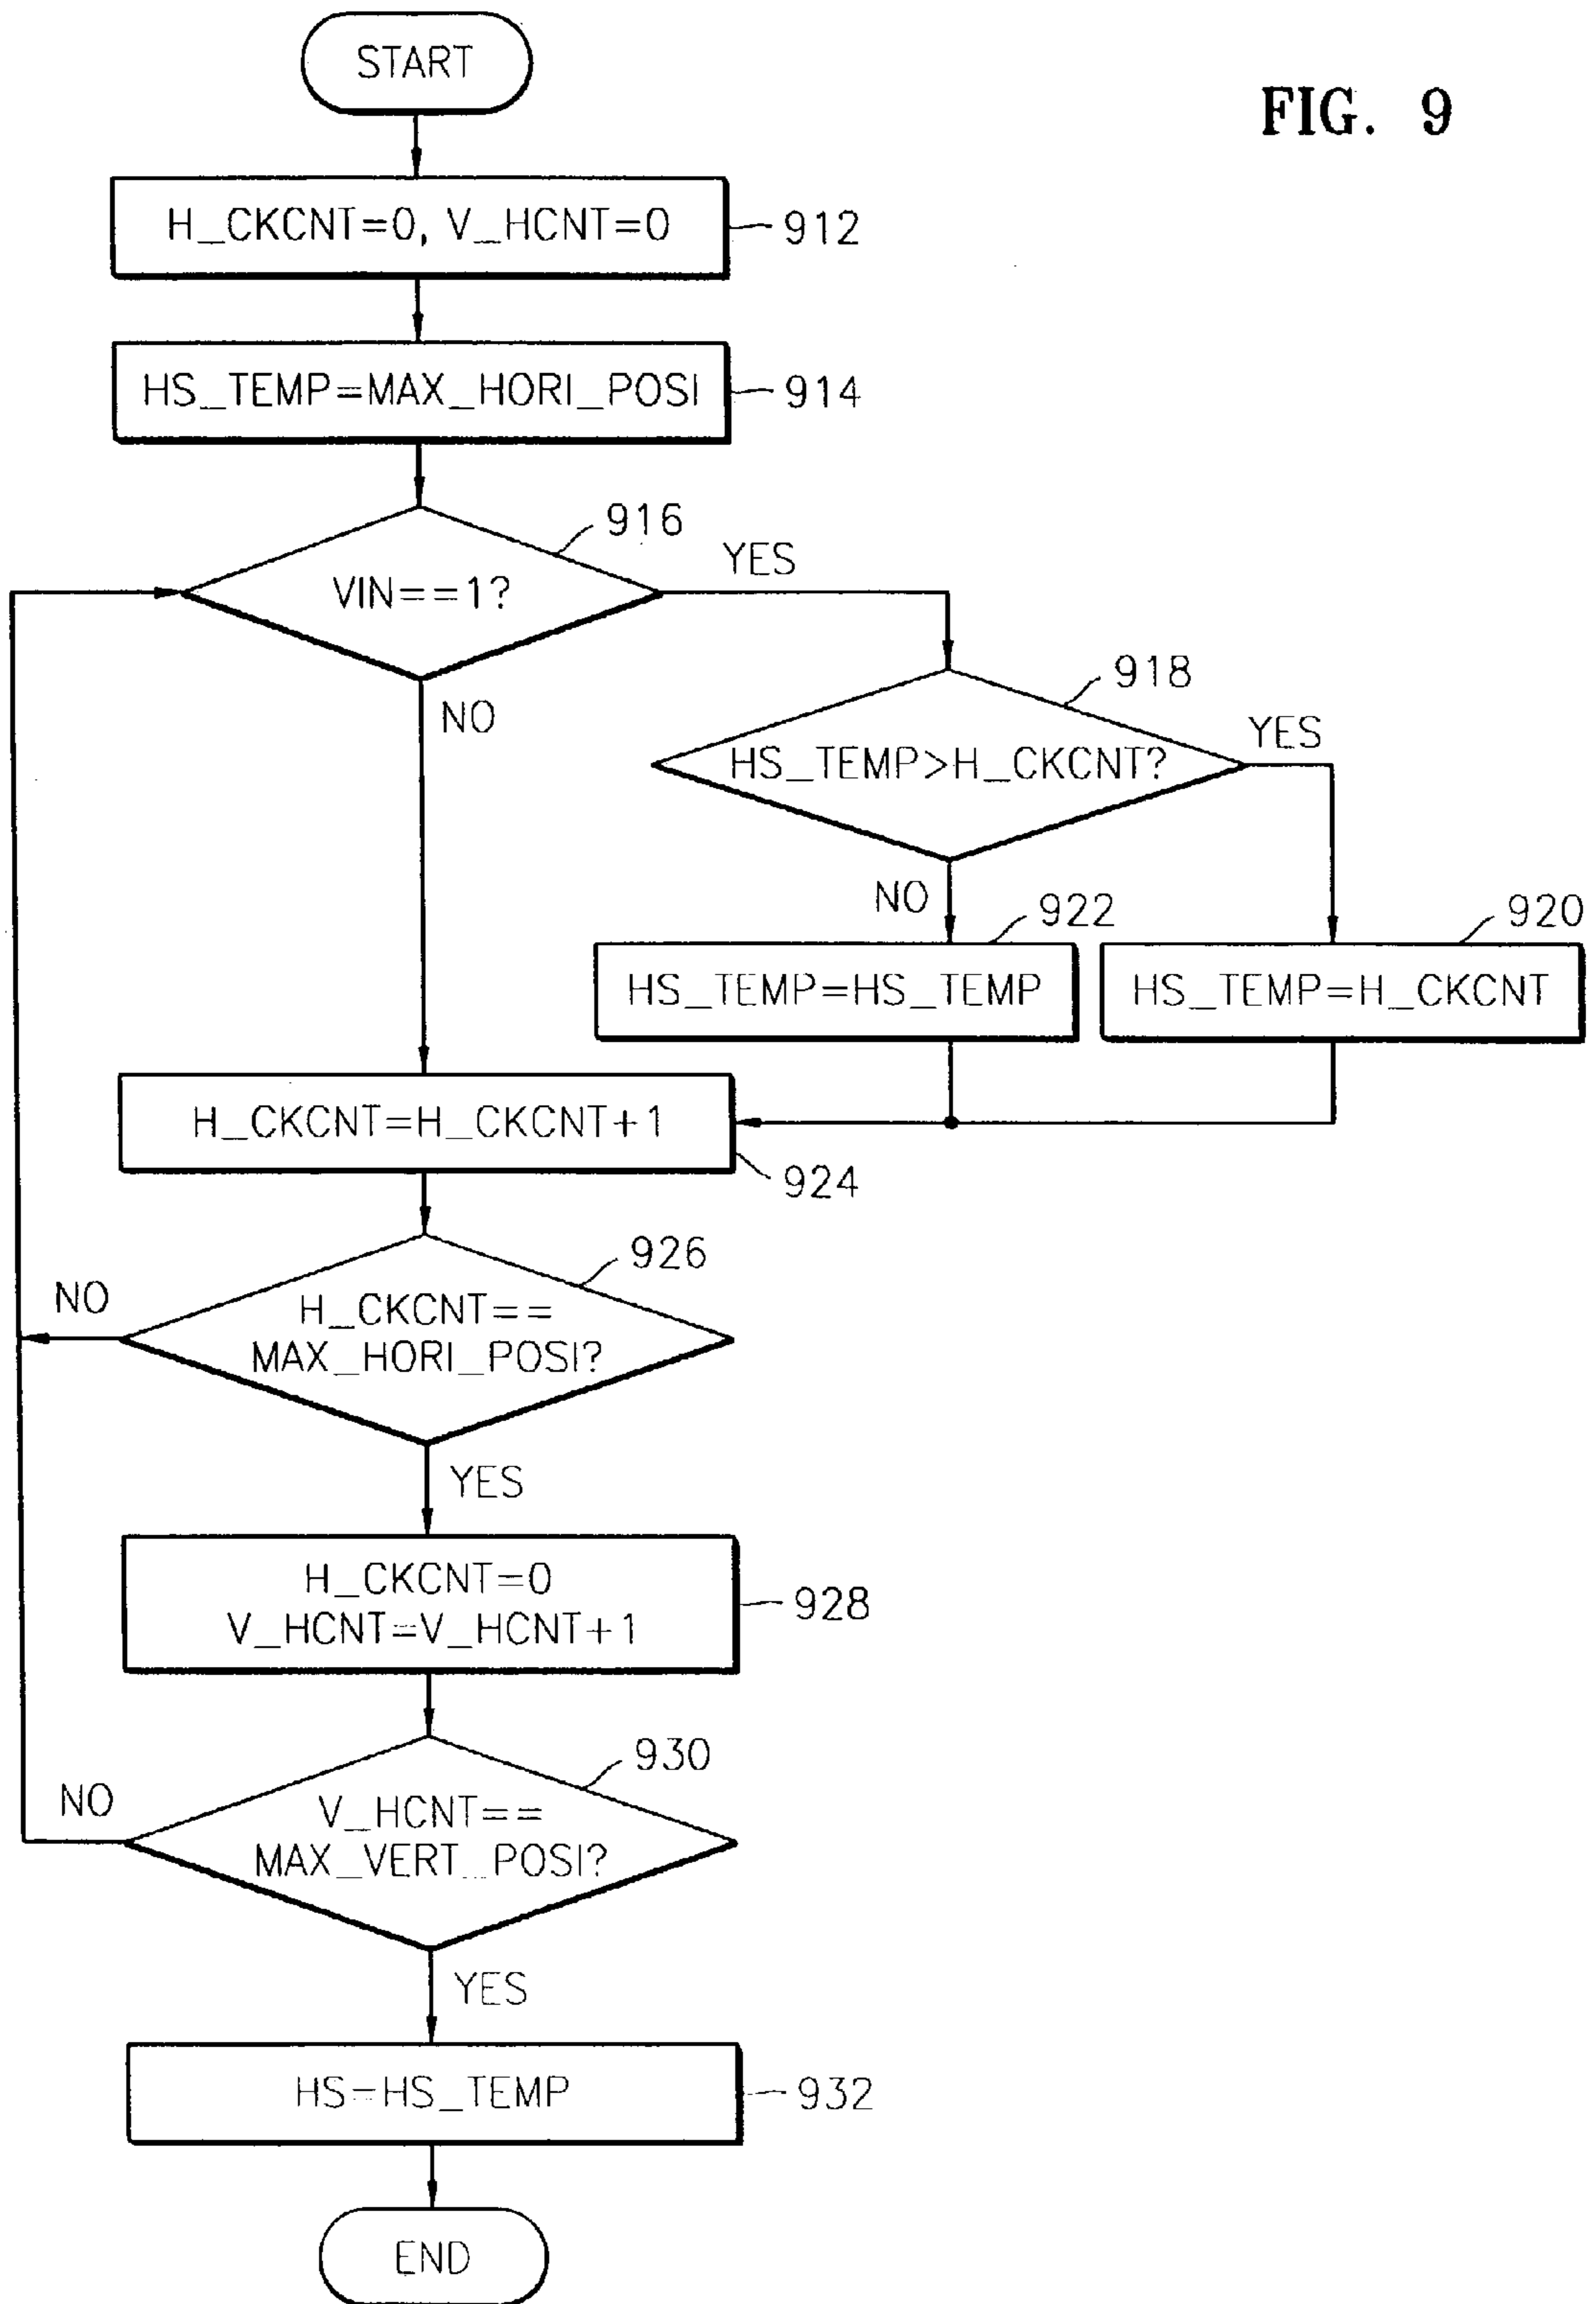 START
FIG. 9
H_CKCNT=0, V_HCNT=0
912
HS_TEMP=MAX_HORI_POSI
914
916
VIN==1?
YES
NO
918
HS_TEMP>H_CKCNT?
YES
NO
922
920
HS_TEMP=HS_TEMP
HS_TEMP=H_CKCNT
H_CKCNT=H_CKCNT+1
924
926
H_CKCNT==
MAX_HORI_POSI?
NO
YES
H_CKCNT=0
V_HCNT=V_HCNT+1
928
930
V_HCNT==
MAX_VERT_POSI?
NO
YES
HS=HS_TEMP
932
END